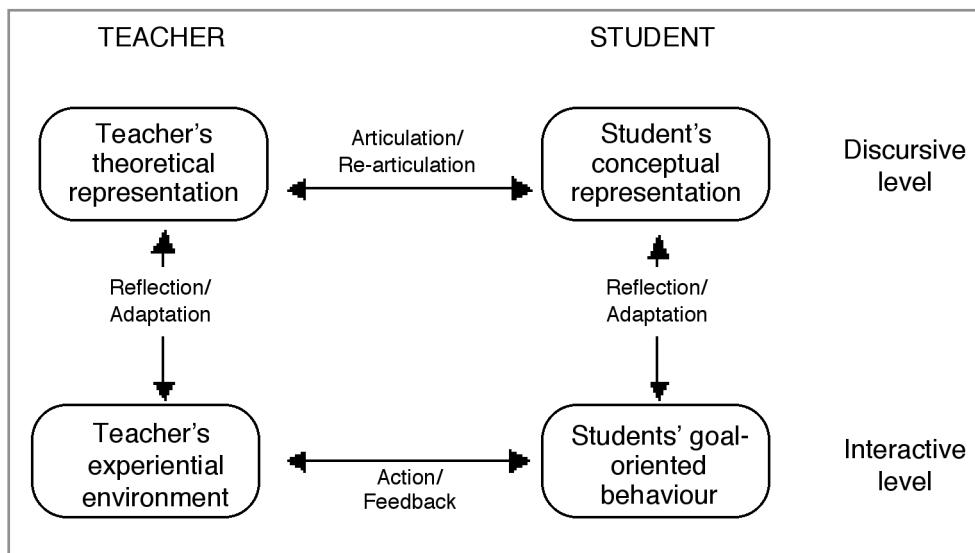 TEACHER
STUDENT
Teacher's
theoretical
representation
Articulation/
Re-articulation
Student's
conceptual
representation
Discursive
level
Reflection/
Adaptation
Reflection/
Adaptation
Teacher's
experiential
environment
Action/
Feedback
Students' goal-
oriented
behaviour
Interactive
level